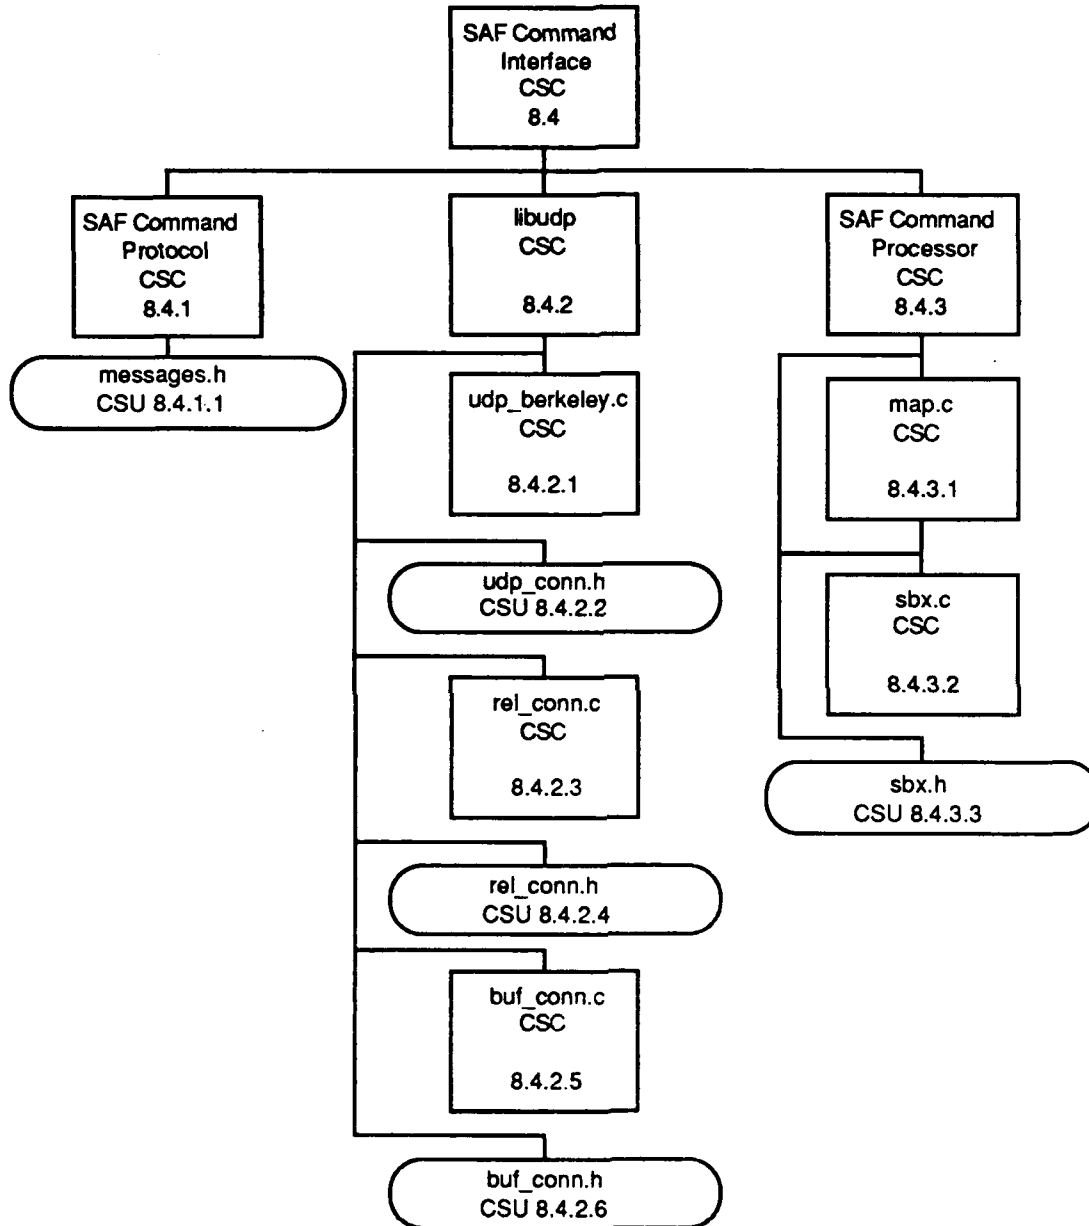 SAF Command
Interface
CSC
8.4
SAF Command
Protocol
CSC
8.4.1
messages.h
CSU 8.4.1.1
libudp
CSC
8.4.2
udp_berkeley.c
CSC
8.4.2.1
udp_conn.h
CSU 8.4.2.2
rel_conn.c
CSC
8.4.2.3
rel_conn.h
CSU 8.4.2.4
buf_conn.c
CSC
8.4.2.5
buf_conn.h
CSU 8.4.2.6
SAF Command
Processor
CSC
8.4.3
map.c
CSC
8.4.3.1
sbx.c
CSC
8.4.3.2
sbx.h
CSU 8.4.3.3